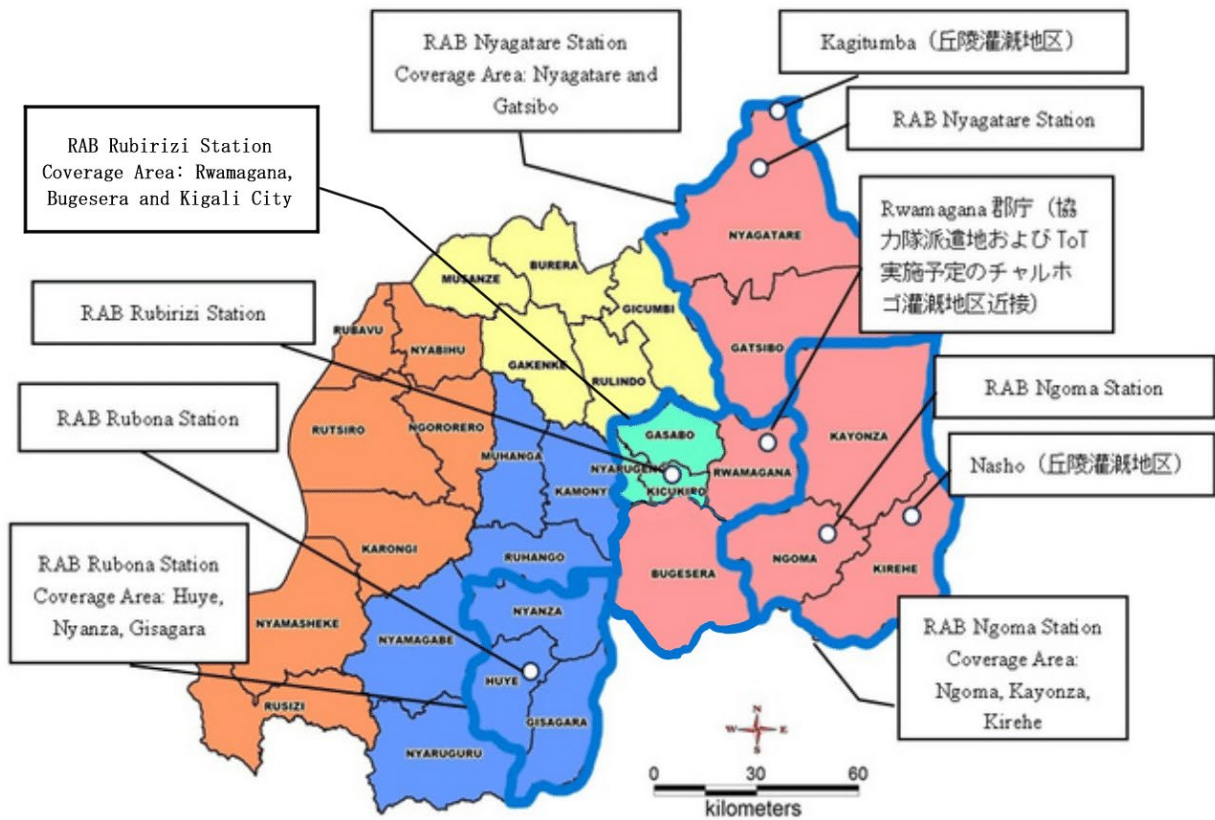 RAB Nyagatare Station
Coverage Area: Nyagatare and
Gatsibo
Kagitumba（丘陵灌漑地区）
RAB Nyagatare Station
RAB Rubirizi Station
Coverage Area: Rwamagana,
Bugesera and Kigali City
Rwamagana 郡庁（協
力隊派遣地および ToT
実施予定のチャルホ
ゴ灌漑地区近接）
RAB Rubirizi Station
RAB Ngoma Station
RAB Rubona Station
Nasho（丘陵灌漑地区）
RAB Rubona Station
Coverage Area: Huye,
Nyanza, Gisagara
RAB Ngoma Station
Coverage Area:
Ngoma, Kayonza,
Kirehe
NYAGATARE
BURERA
MUSANZE
GICUMBI
RUBAVU
NYABIHU
GAKENKE
RULINDO
GATSIBO
RUTSIRO
NGORORERO
MUHANGA
GASABO
KAYONZA
NYARUGENG
RWAMAGANA
KAMONY
KICUKIRO
KARONGI
RUHANGO
BUGESERA
NGOMA
KIREHE
NYAMASHEKE
NYAMAGABE
NYANZA
HUYE
RUSIZI
GISAGARA
NYARUGURU
N
W
E
S
0
30
60
kilometers